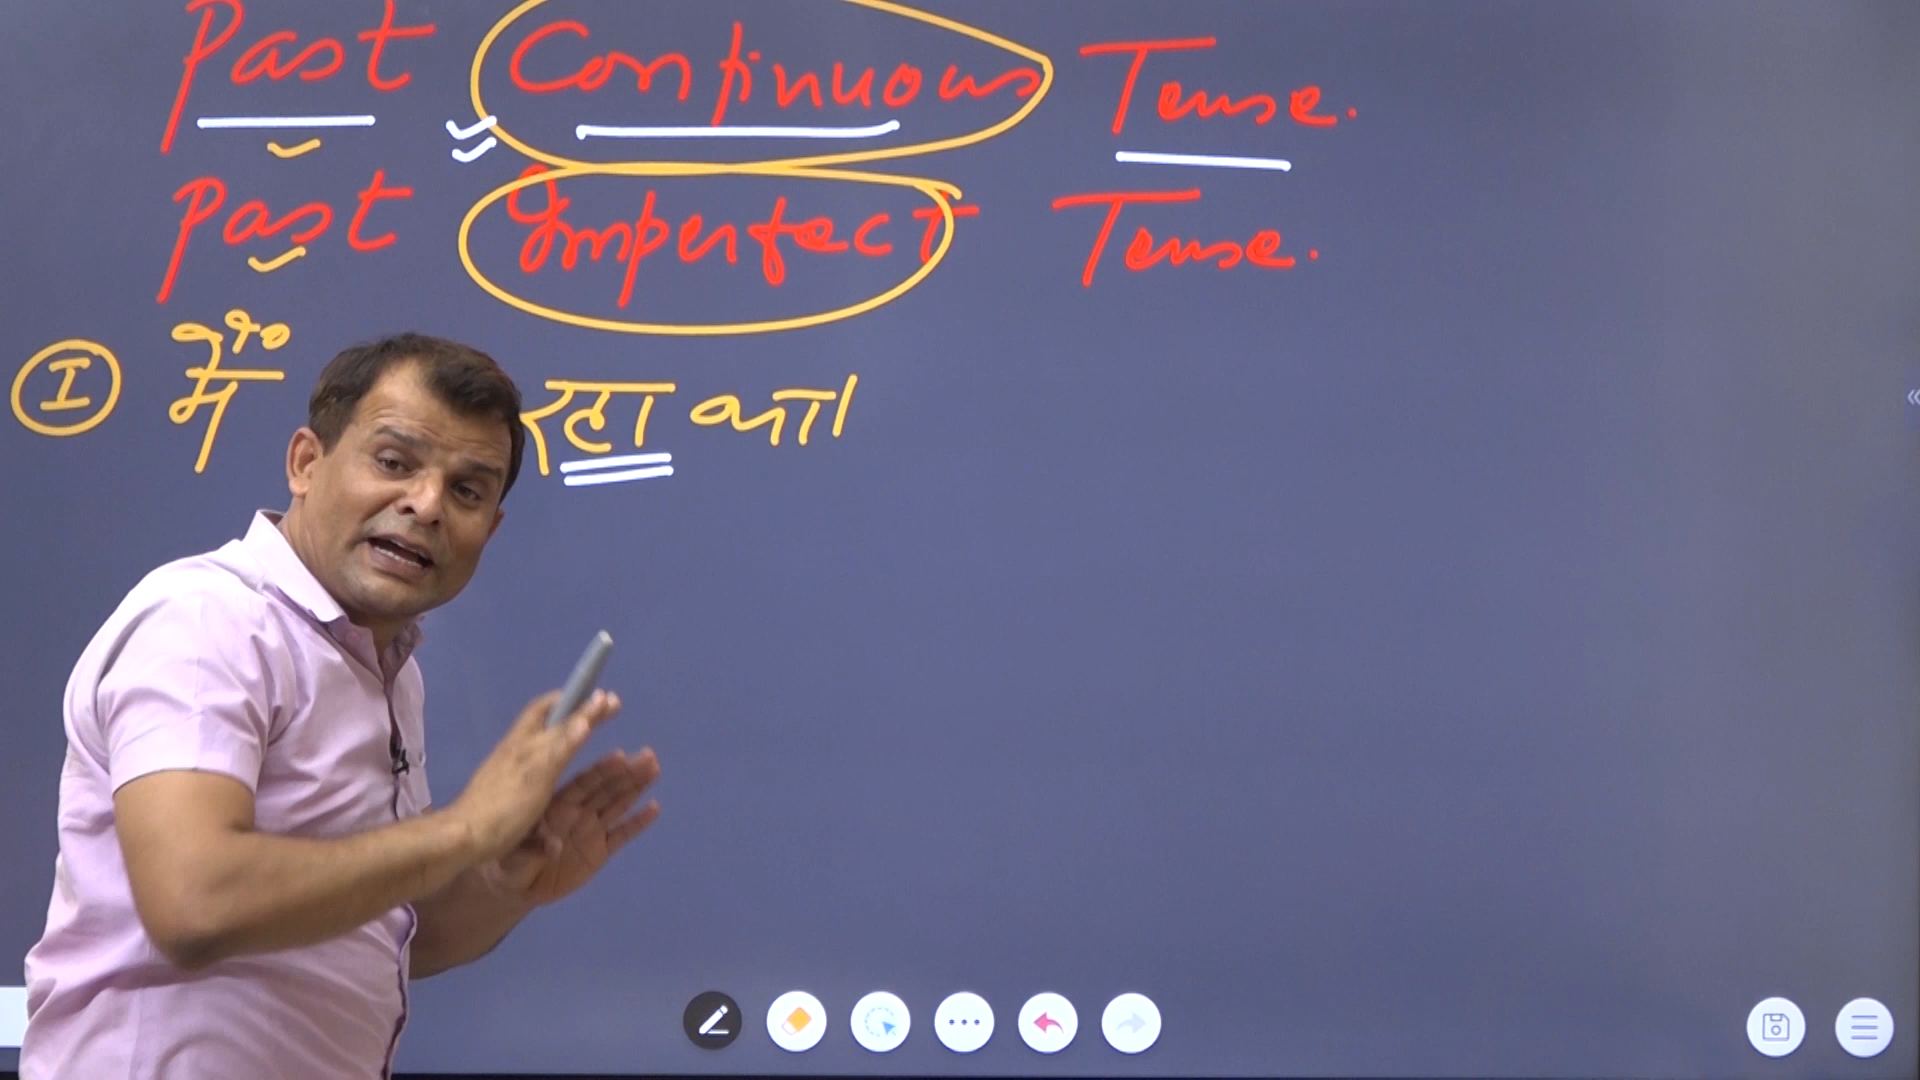 Past Continuous Tense.
Past Imperfect Tense.
I
रहा था।